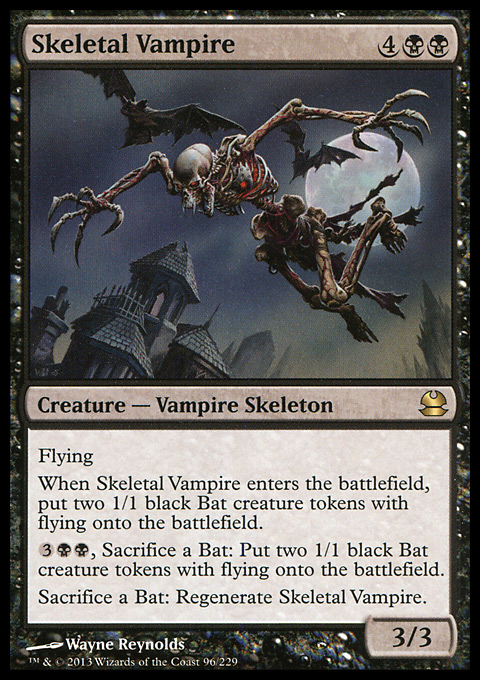 Skeletal Vampire 4
Creature — Vampire Skeleton
Flying
When Skeletal Vampire enters the battlefield,
put two 1/1 black Bat creature tokens with
flying onto the battlefield.
3, Sacrifice a Bat: Put two 1/1 black Bat
creature tokens with flying onto the battlefield.
Sacrifice a Bat: Regenerate Skeletal Vampire.
3/3
Wayne Reynolds
™ & © 2013 Wizards of the Coast 96/229